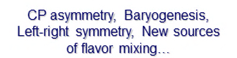 CP asymmetry, Baryogenesis,
Left-right symmetry, New sources
of flavor mixing…